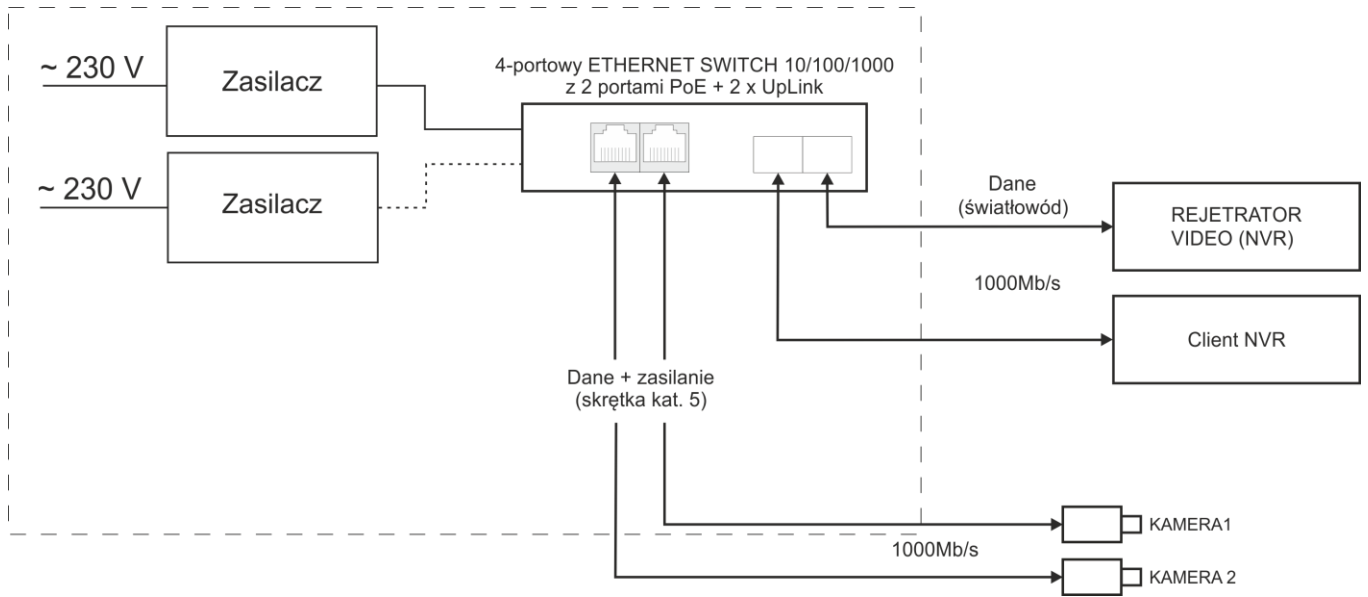 ~ 230 V
Zasilacz
4-portowy ETHERNET SWITCH 10/100/1000
z 2 portami PoE + 2 x UpLink
~ 230 V
Zasilacz
Dane
(światłowód)
REJETRATOR
VIDEO (NVR)
1000Mb/s
Client NVR
Dane + zasilanie
(skrętka kat. 5)
KAMERA1
1000Mb/s
KAMERA 2